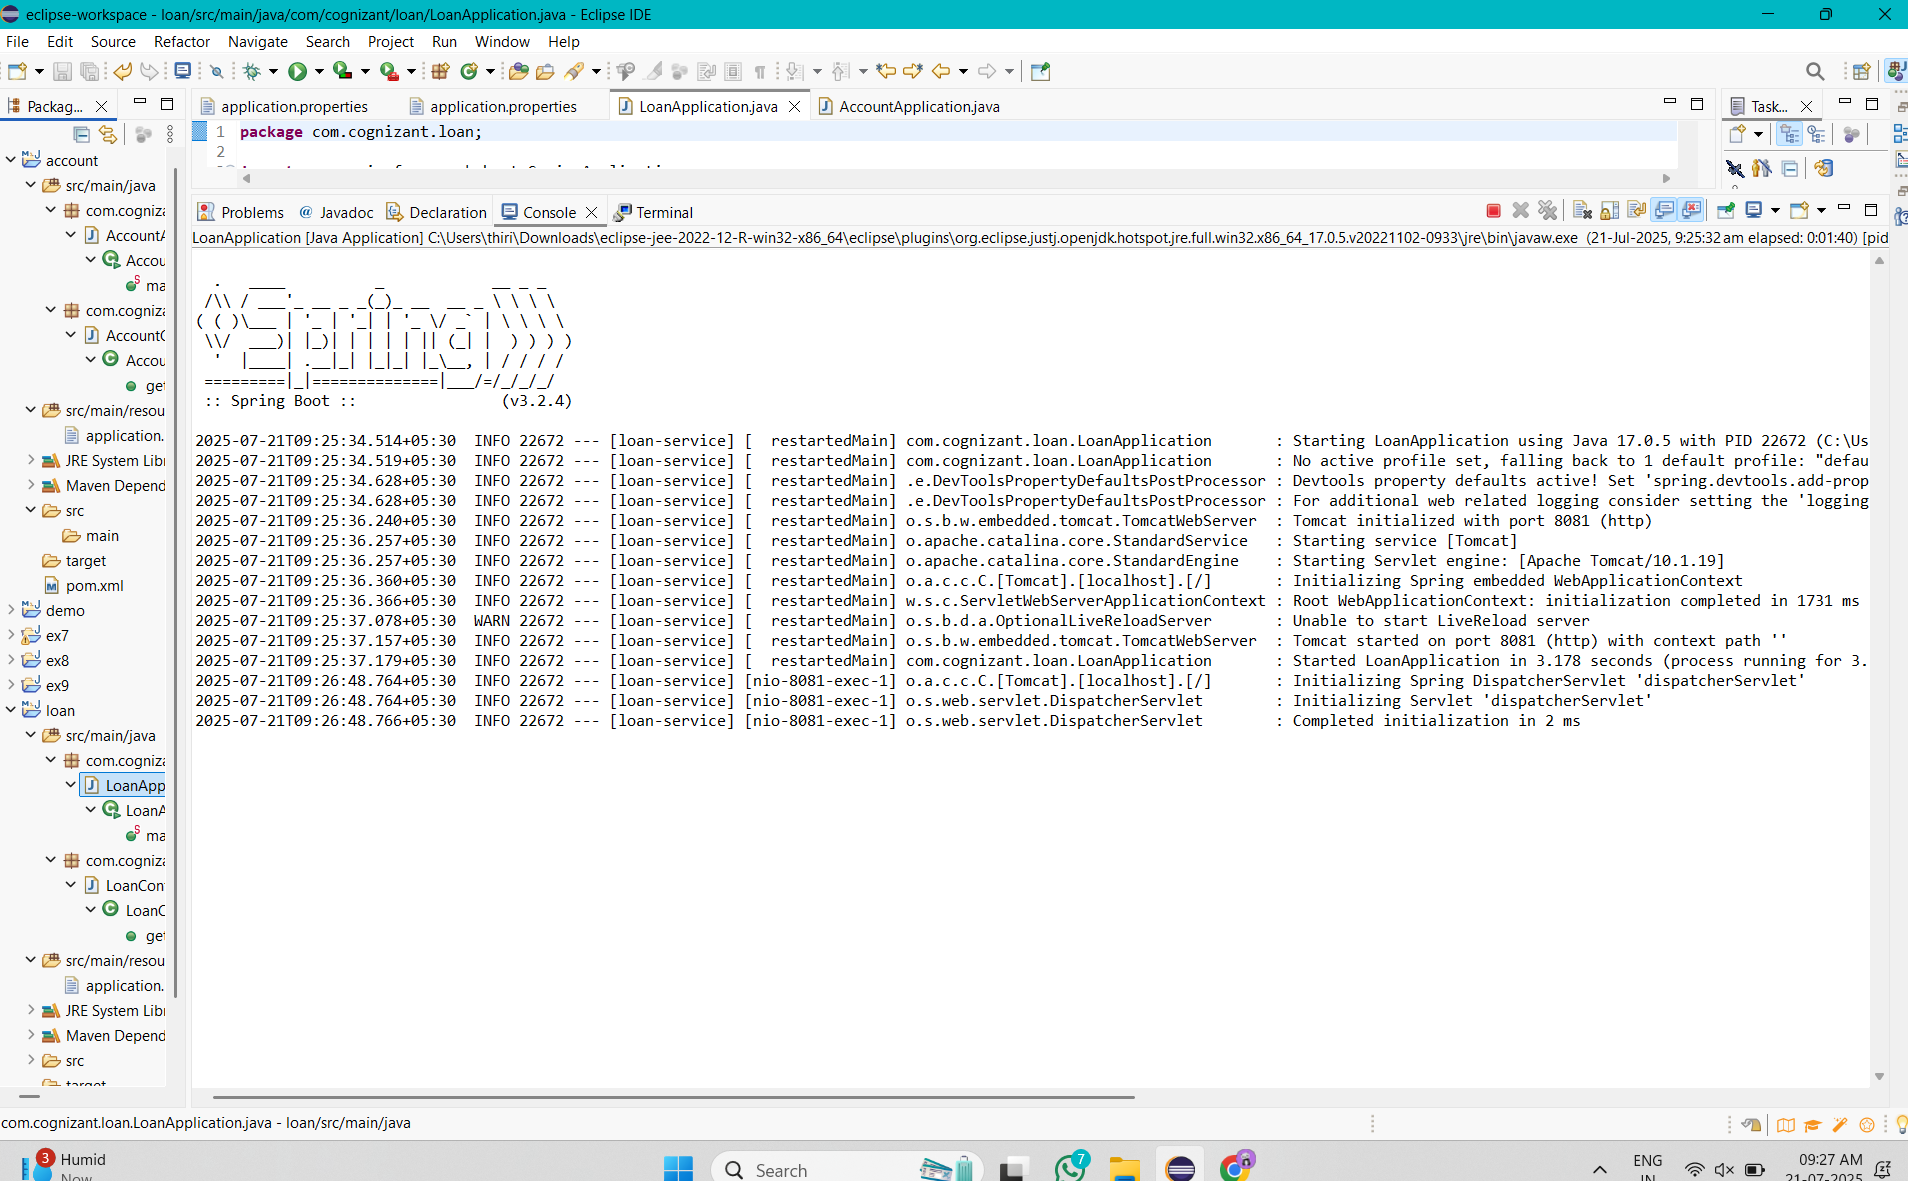 eclipse-workspace - loan/src/main/java/com/cognizant/loan/LoanApplication.java - Eclipse IDE
File Edit Source Refactor Navigate Search Project Run Window Help
Packag...
application.properties
application.properties
LoanApplication.java
AccountApplication.java
Task...
1 package com.cognizant.loan;
2
account
src/main/java
com.cogniza
AccountA
Accou
ma
com.cogniza
AccountC
Accou
get
src/main/resou
application.
JRE System Libr
Maven Depend
src
main
target
pom.xml
demo
ex7
ex8
ex9
loan
src/main/java
com.cogniza
LoanApp
LoanA
ma
com.cogniza
LoanCon
LoanC
get
src/main/resou
application.
JRE System Libr
Maven Depend
src
target
Problems @ Javadoc Declaration Console Terminal
LoanApplication [Java Application] C:\Users\thiri\Downloads\eclipse-jee-2022-12-R-win32-x86_64\eclipse\plugins\org.eclipse.justj.openjdk.hotspot.jre.full.win32.x86_64_17.0.5.v20221102-0933\jre\bin\javaw.exe (21-Jul-2025, 9:25:32 am elapsed: 0:01:40) [pid
Spring
:: Spring Boot :: (v3.2.4)
2025-07-21T09:25:34.514+05:30 INFO 22672 --- [loan-service] [ restartedMain] com.cognizant.loan.LoanApplication : Starting LoanApplication using Java 17.0.5 with PID 22672 (C:\Us
2025-07-21T09:25:34.519+05:30 INFO 22672 --- [loan-service] [ restartedMain] com.cognizant.loan.LoanApplication : No active profile set, falling back to 1 default profile: "defau
2025-07-21T09:25:34.628+05:30 INFO 22672 --- [loan-service] [ restartedMain] .e.DevToolsPropertyDefaultsPostProcessor : Devtools property defaults active! Set 'spring.devtools.add-prop
2025-07-21T09:25:34.628+05:30 INFO 22672 --- [loan-service] [ restartedMain] .e.DevToolsPropertyDefaultsPostProcessor : For additional web related logging consider setting the 'logging
2025-07-21T09:25:36.240+05:30 INFO 22672 --- [loan-service] [ restartedMain] o.s.b.w.embedded.tomcat.TomcatWebServer : Tomcat initialized with port 8081 (http)
2025-07-21T09:25:36.257+05:30 INFO 22672 --- [loan-service] [ restartedMain] o.apache.catalina.core.StandardService : Starting service [Tomcat]
2025-07-21T09:25:36.257+05:30 INFO 22672 --- [loan-service] [ restartedMain] o.apache.catalina.core.StandardEngine : Starting Servlet engine: [Apache Tomcat/10.1.19]
2025-07-21T09:25:36.360+05:30 INFO 22672 --- [loan-service] [ restartedMain] o.a.c.c.C.[Tomcat].[localhost].[/] : Initializing Spring embedded WebApplicationContext
2025-07-21T09:25:36.366+05:30 INFO 22672 --- [loan-service] [ restartedMain] w.s.c.ServletWebServerApplicationContext : Root WebApplicationContext: initialization completed in 1731 ms
2025-07-21T09:25:37.078+05:30 WARN 22672 --- [loan-service] [ restartedMain] o.s.b.d.a.OptionalLiveReloadServer : Unable to start LiveReload server
2025-07-21T09:25:37.157+05:30 INFO 22672 --- [loan-service] [ restartedMain] o.s.b.w.embedded.tomcat.TomcatWebServer : Tomcat started on port 8081 (http) with context path ''
2025-07-21T09:25:37.179+05:30 INFO 22672 --- [loan-service] [ restartedMain] com.cognizant.loan.LoanApplication : Started LoanApplication in 3.178 seconds (process running for 3.
2025-07-21T09:26:48.764+05:30 INFO 22672 --- [loan-service] [nio-8081-exec-1] o.a.c.c.C.[Tomcat].[localhost].[/] : Initializing Spring DispatcherServlet 'dispatcherServlet'
2025-07-21T09:26:48.764+05:30 INFO 22672 --- [loan-service] [nio-8081-exec-1] o.s.web.servlet.DispatcherServlet : Initializing Servlet 'dispatcherServlet'
2025-07-21T09:26:48.766+05:30 INFO 22672 --- [loan-service] [nio-8081-exec-1] o.s.web.servlet.DispatcherServlet : Completed initialization in 2 ms
com.cognizant.loan.LoanApplication.java - loan/src/main/java
3
Humid
Now
Search
7
ENG
IN
09:27 AM
21-07-2025